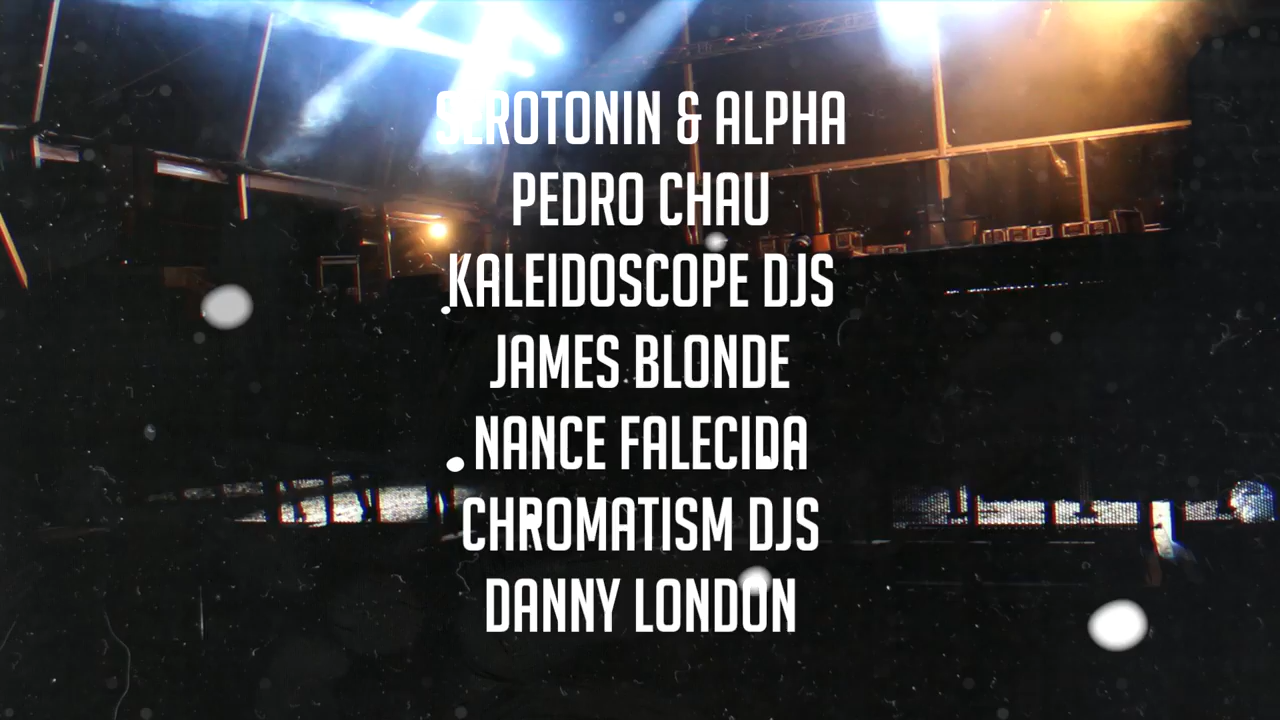 SEROTONIN & ALPHA
PEDRO CHAU
KALEIDOSCOPE DJS
JAMES BLONDE
NANCE FALECIDA
CHROMATISM DJS
DANNY LONDON